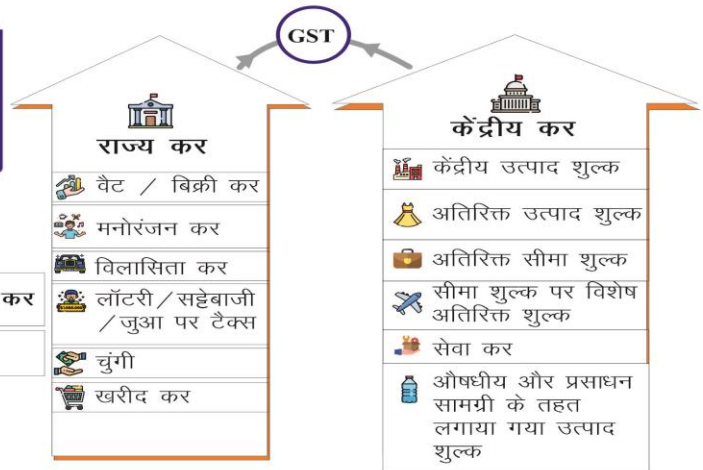 GST
राज्य कर
वैट / बिक्री कर
मनोरंजन कर
विलासिता कर
लॉटरी/सट्टेबाजी
/जुआ पर टैक्स
चुंगी
खरीद कर
कर
केंद्रीय कर
केंद्रीय उत्पाद शुल्क
अतिरिक्त उत्पाद शुल्क
अतिरिक्त सीमा शुल्क
सीमा शुल्क पर विशेष
अतिरिक्त शुल्क
सेवा कर
औषधीय और प्रसाधन
सामग्री के तहत
लगाया गया उत्पाद
शुल्क